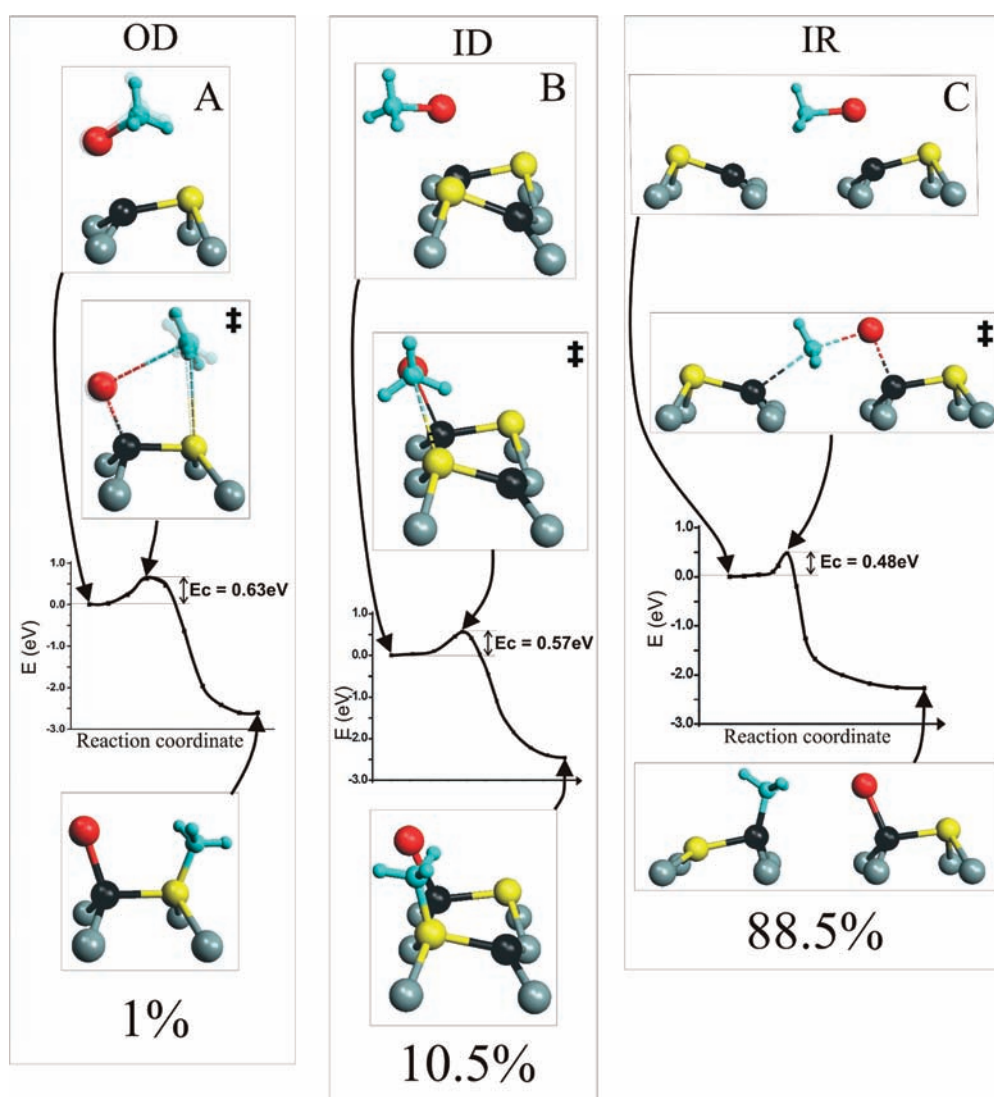 OD
A
‡
1.0
0.0
-1.0
-2.0
-3.0
E (eV)
Ec = 0.63eV
Reaction coordinate
1%
ID
B
‡
1.0
0.0
-1.0
-2.0
-3.0
E (eV)
Ec = 0.57eV
10.5%
IR
C
‡
1.0
0.0
-1.0
-2.0
-3.0
E (eV)
Ec = 0.48eV
Reaction coordinate
88.5%